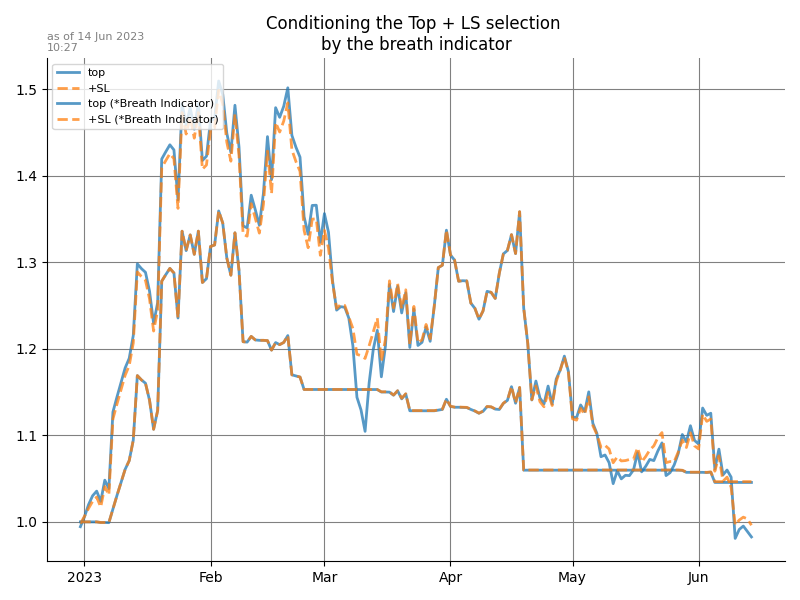 Conditioning the Top + LS selection
by the breath indicator
as of 14 Jun 2023
10:27
top
+SL
top (*Breath Indicator)
+SL (*Breath Indicator)
1.5
1.4
1.3
1.2
1.1
1.0
2023 Feb Mar Apr May Jun